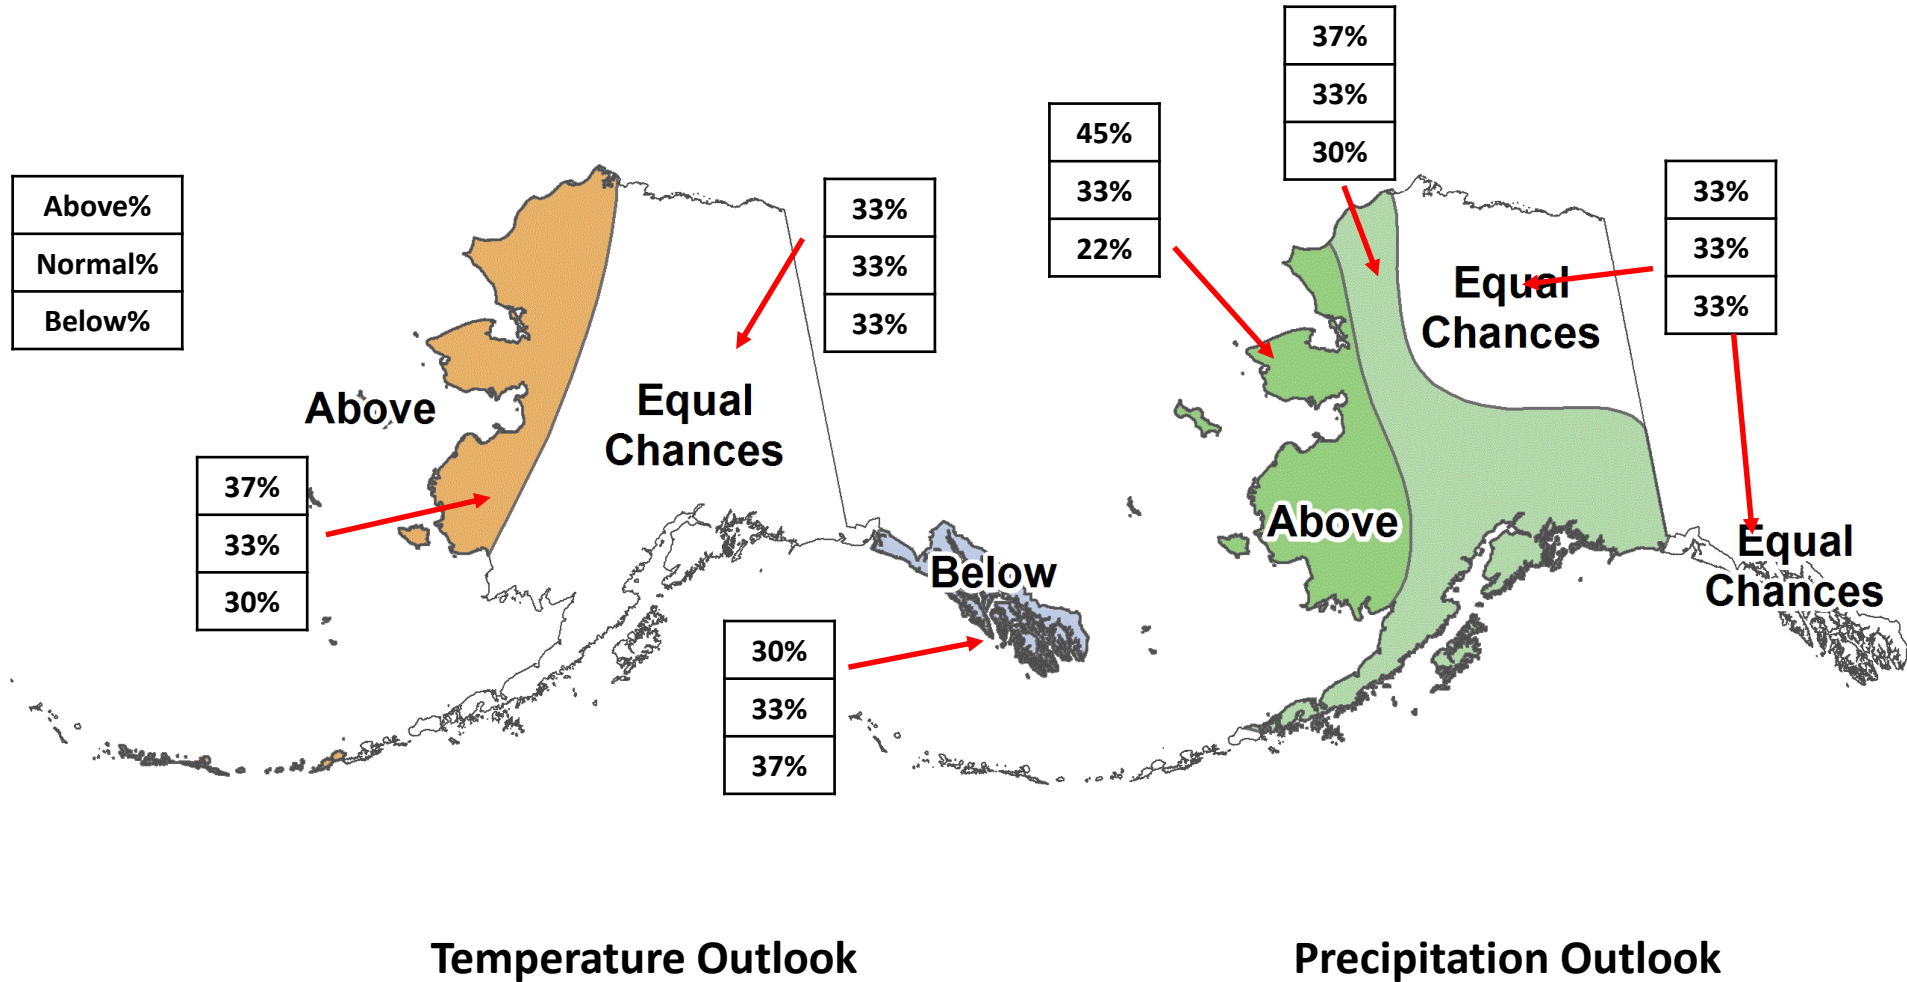 Above%
Normal%
Below%
Above
37%
33%
30%
Equal
Chances
33%
33%
33%
Below
30%
33%
37%
Temperature Outlook
45%
33%
22%
37%
33%
30%
33%
33%
33%
Equal
Chances
Above
Equal
Chances
Precipitation Outlook